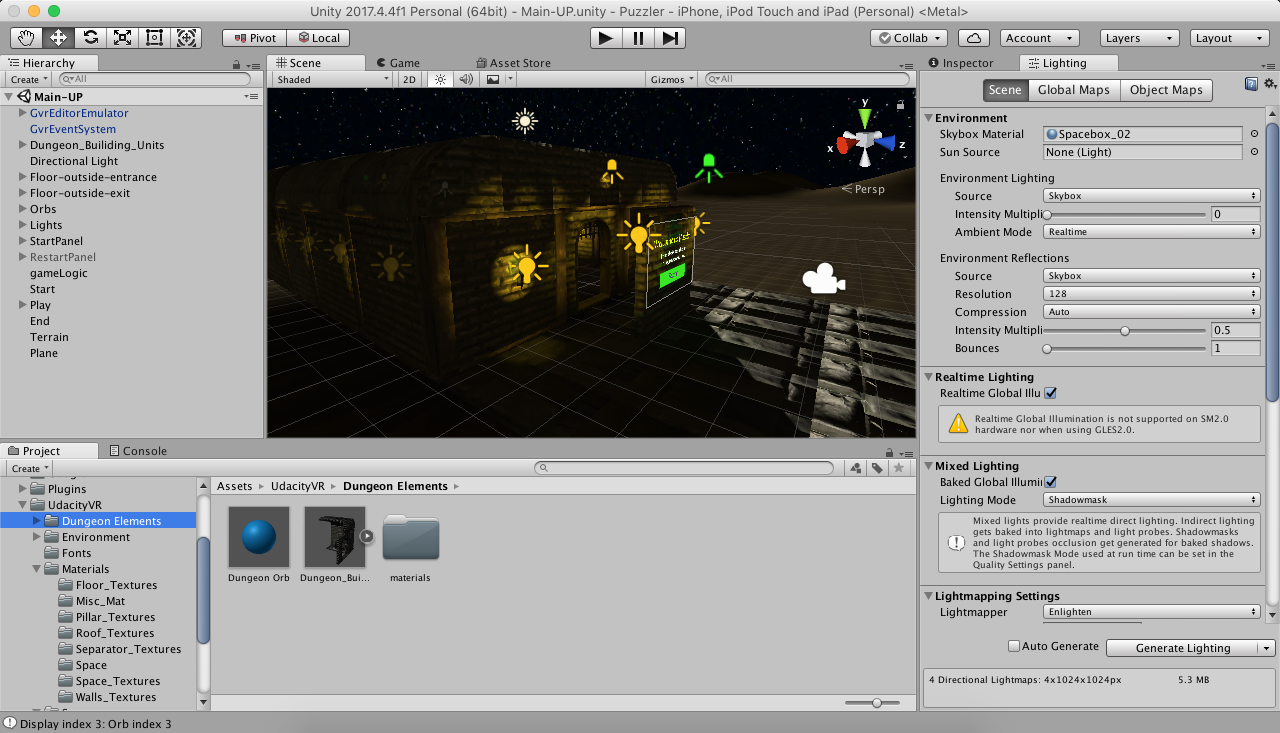 Unity 2017.4.4f1 Personal (64bit) - Main-UP.unity - Puzzler - iPhone, iPod Touch and iPad (Personal) <Metal>
Pivot Local Collab Account Layers Layout
Hierarchy
Create All
Main-UP
GvrEditorEmulator
GvrEventSystem
Dungeon_Builiding_Units
Directional Light
Floor-outside-entrance
Floor-outside-exit
Orbs
Lights
StartPanel
RestartPanel
gameLogic
Start
Play
End
Terrain
Plane
Scene Game Asset Store
Shaded 2D Gizmos All
y
x
z
Persp
Inspector Lighting
Scene Global Maps Object Maps
Environment
Skybox Material Spacebox_02
Sun Source None (Light)
Environment Lighting
Source Skybox
Intensity Multipli 0
Ambient Mode Realtime
Environment Reflections
Source Skybox
Resolution 128
Compression Auto
Intensity Multipli 0.5
Bounces 1
Realtime Lighting
Realtime Global Illu
Realtime Global Illumination is not supported on SM2.0
hardware nor when using GLES2.0.
Mixed Lighting
Baked Global Illumi
Lighting Mode Shadowmask
Mixed lights provide realtime direct lighting. Indirect lighting
gets baked into lightmaps and light probes. Shadowmasks
and light probes occlusion get generated for baked shadows.
The Shadowmask Mode used at run time can be set in the
Quality Settings panel.
Lightmapping Settings
Lightmapper Enlighten
Auto Generate Generate Lighting
4 Directional Lightmaps: 4x1024x1024px 5.3 MB
Project Console
Create
Plugins
UdacityVR
Dungeon Elements
Environment
Fonts
Materials
Floor_Textures
Misc_Mat
Pillar_Textures
Roof_Textures
Separator_Textures
Space
Space_Textures
Walls_Textures
Assets UdacityVR Dungeon Elements
Dungeon Orb Dungeon_Bui... materials
Display index 3: Orb index 3